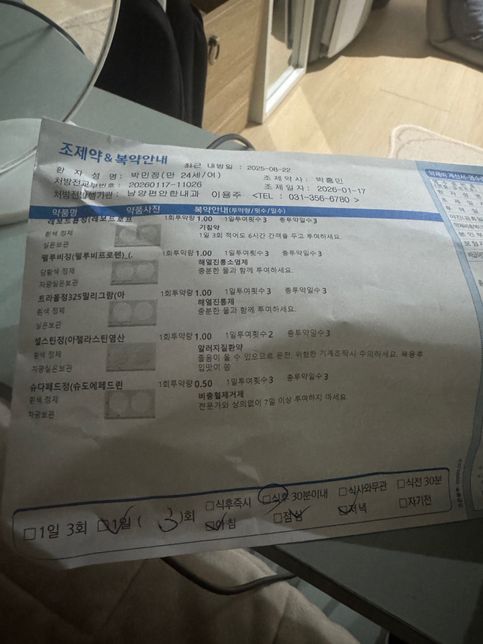 조제약 & 복약안내
최근 내방일 : 2025-08-22
환 자 성 명: 박민정(만 24세/여) 조제약사: 박홍민
처방전교부번호: 20260117-11026 조제일자: 2026-01-17
처방전발행기관: 남양편안한내과 이용주 <TEL : 031-356-6780 >
약품명 약품사진 복약안내(투약량/횟수/일수)
1회투약량 1.00 1일투여횟수3 총투약일수3
흰색 정제 기침약
실온보관 1일 3회 적어도 6시간 간격을 두고 투여하세요.
펠루비정(펠루비프로펜)_(. 1회투약량 1.00 1일투여횟수3 총투약일수3
담황색 정제 해열진통소염제
차광실온보관 충분한 물과 함께 투여하세요.
트라몰정325밀리그람(아 1회투약량 1.00 1일투여횟수3 총투약일수3
흰색 정제 해열진통제
실온보관 충분한 물과 함께 투여하세요.
셀스틴정(아젤라스틴염산 1회투약량 1.00 1일투여횟수2 총투약일수3
흰색 정제 알러지질환약
차광실온보관 졸음이 올 수 있으므로 운전, 위험한 기계조작시 주의하세요. 복용후
입맛이 씀
슈다페드정(슈도에페드린 1회투약량 0.50 1일투여횟수3 총투약일수3
흰색 정제 비충혈제거제
차광실온보관 전문가와 상의없이 7일 이상 투여하지 마세요.
□1일 3회 □1일 ( 3 )회 □식후즉시 □식후 30분이내 □식사와무관 □식전 30분
□아침 □점심 □저녁 □자기전